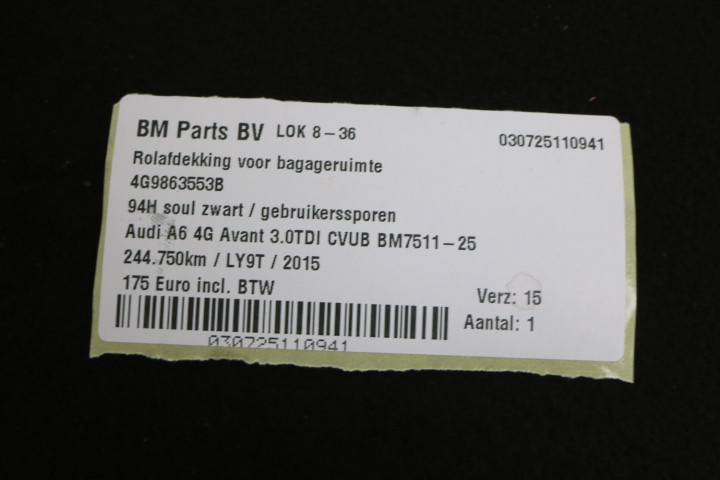 BM Parts BV LOK 8-36 030725110941
Rolafdekking voor bagageruimte
4G9863553B
94H soul zwart / gebruikerssporen
Audi A6 4G Avant 3.0TDI CVUB BM7511-25
244.750km / LY9T / 2015
175 Euro incl. BTW
Verz: 15
Aantal: 1
030725110941